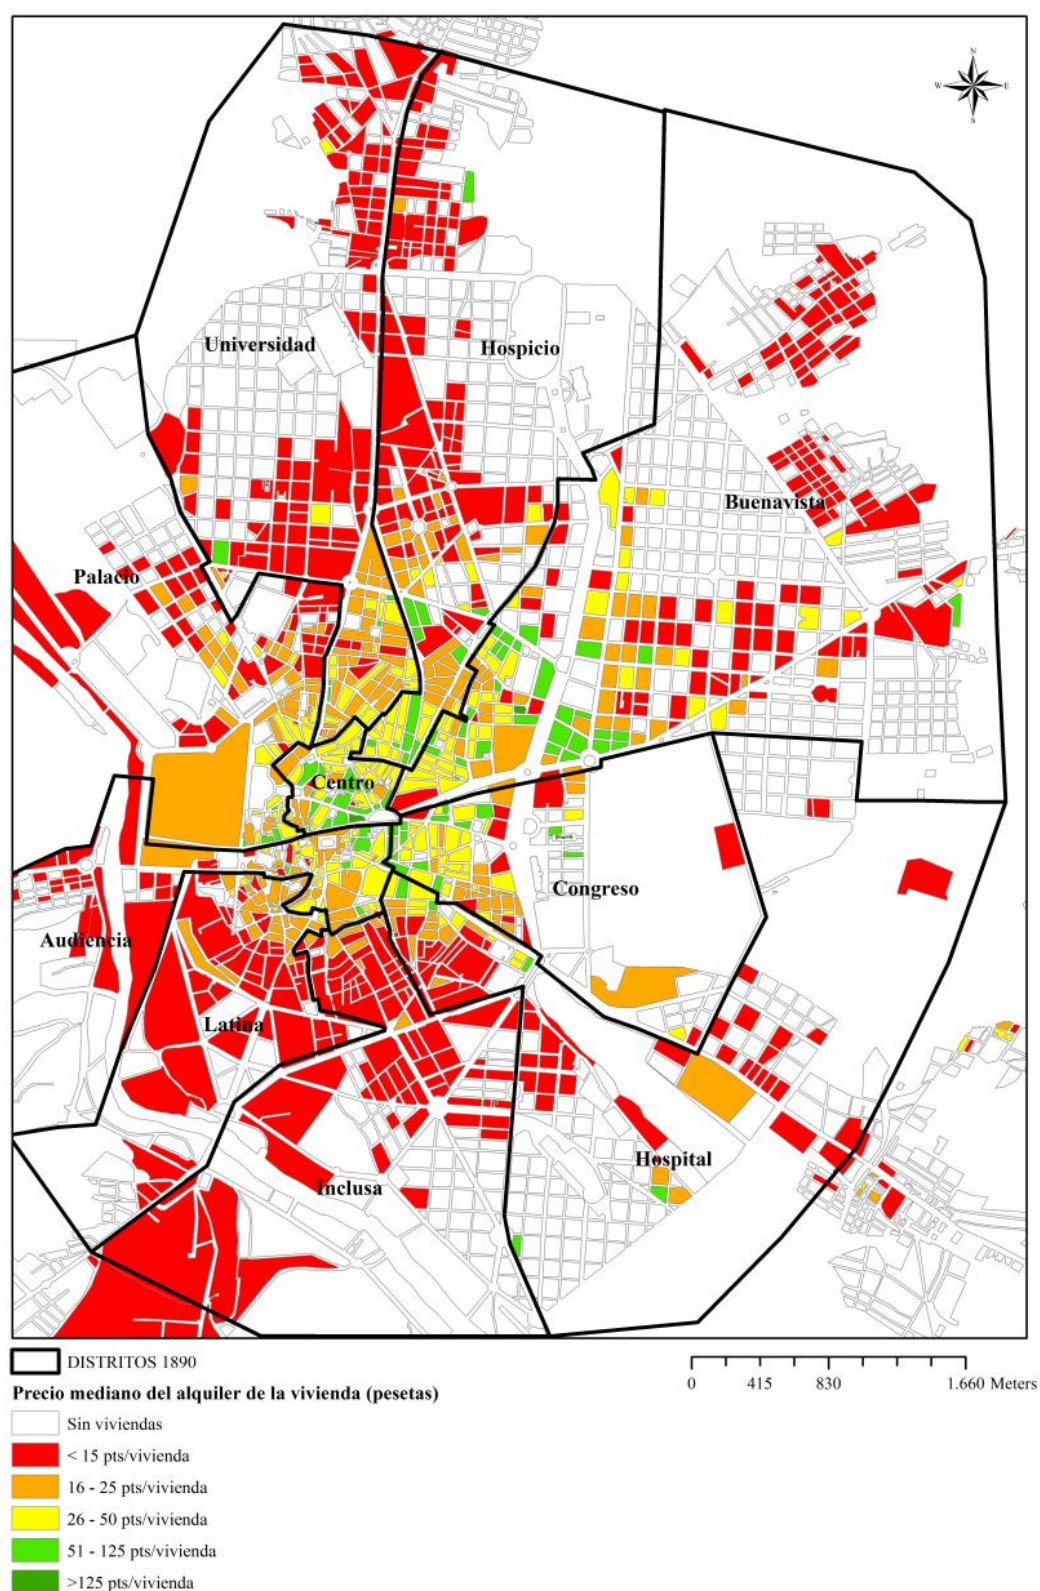 N
W E
S
Universidad
Hospicio
Buenavista
Palacio
Centro
Congreso
Audiencia
Latina
Hospital
Inclusa
DISTRITOS 1890
Precio mediano del alquiler de la vivienda (pesetas)
Sin viviendas
< 15 pts/vivienda
16 - 25 pts/vivienda
26 - 50 pts/vivienda
51 - 125 pts/vivienda
>125 pts/vivienda
0 415 830 1.660 Meters